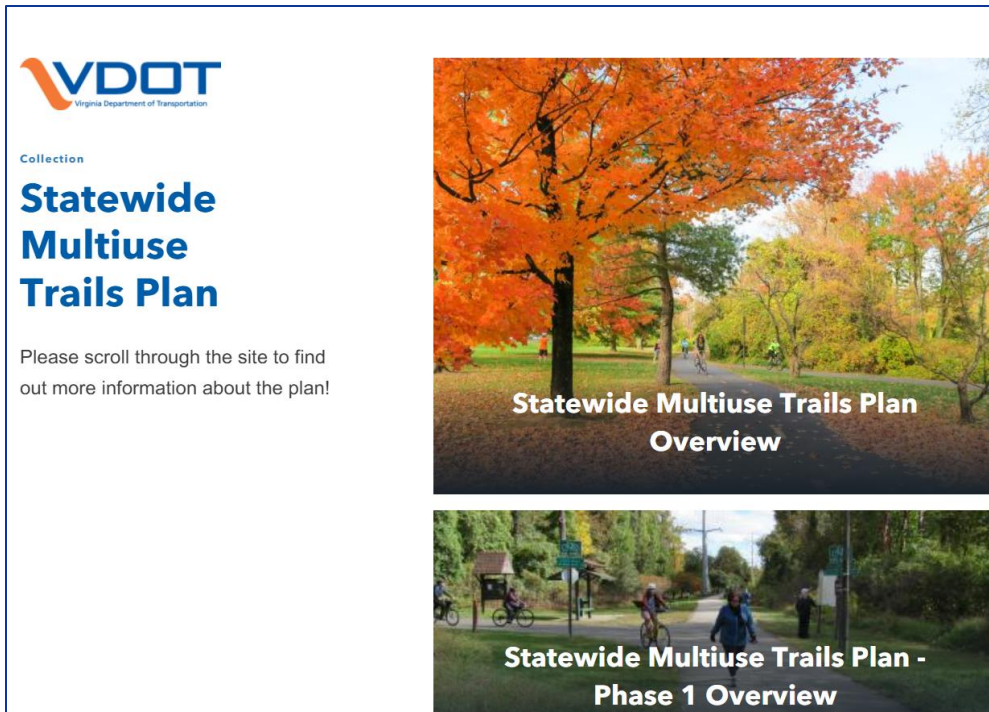 VDOT
Virginia Department of Transportation
Collection
Statewide
Multiuse
Trails Plan
Please scroll through the site to find
out more information about the plan!
Statewide Multiuse Trails Plan
Overview
Statewide Multiuse Trails Plan -
Phase 1 Overview